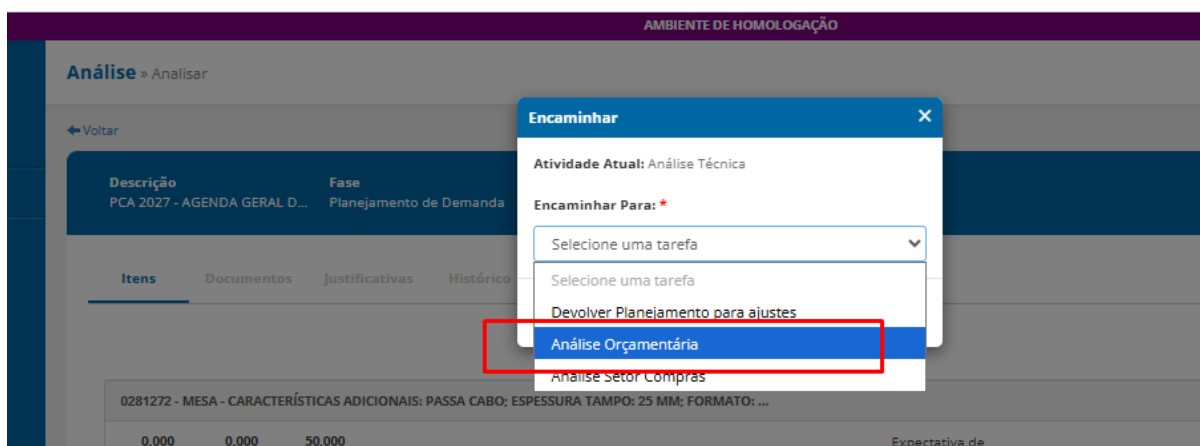 AMBIENTE DE HOMOLOGAÇÃO
Análise » Analisar
Voltar
Encaminhar ×
Atividade Atual: Análise Técnica
Descrição Fase
PCA 2027 - AGENDA GERAL D... Planejamento de Demanda
Encaminhar Para: *
Selecione uma tarefa
Itens Documentos Justificativas Histórico
Selecione uma tarefa
Devolver Planejamento para ajustes
Análise Orçamentária
Análise Setor Compras
0281272 - MESA - CARACTERÍSTICAS ADICIONAIS: PASSA CABO; ESPESSURA TAMPO: 25 MM; FORMATO: ...
0.000 0.000 50.000 Expectativa de